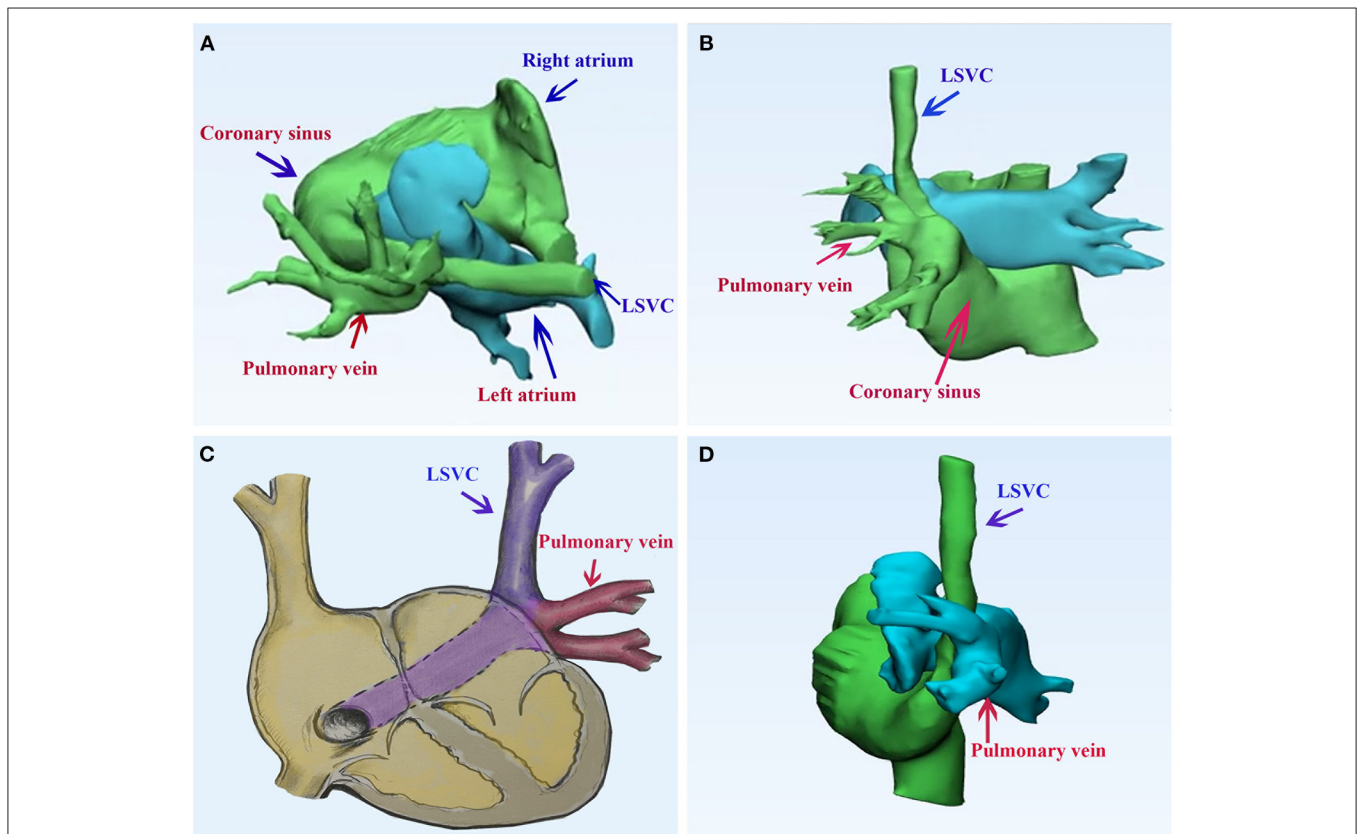 A
Right atrium
Coronary sinus
LSVC
Pulmonary vein
Left atrium
B
LSVC
Pulmonary vein
Coronary sinus
C
LSVC
Pulmonary vein
D
LSVC
Pulmonary vein